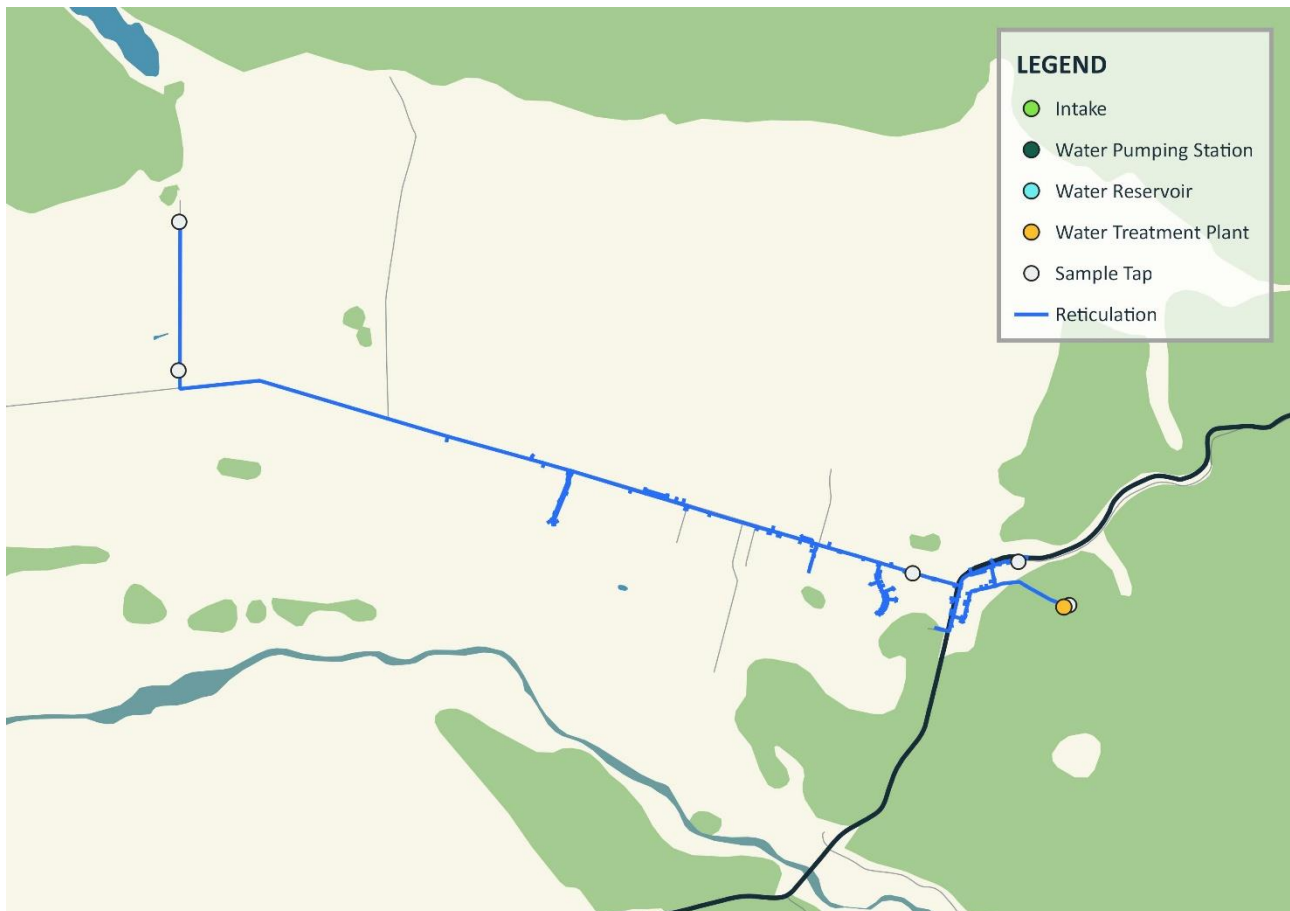 LEGEND
Intake
Water Pumping Station
Water Reservoir
Water Treatment Plant
Sample Tap
Reticulation